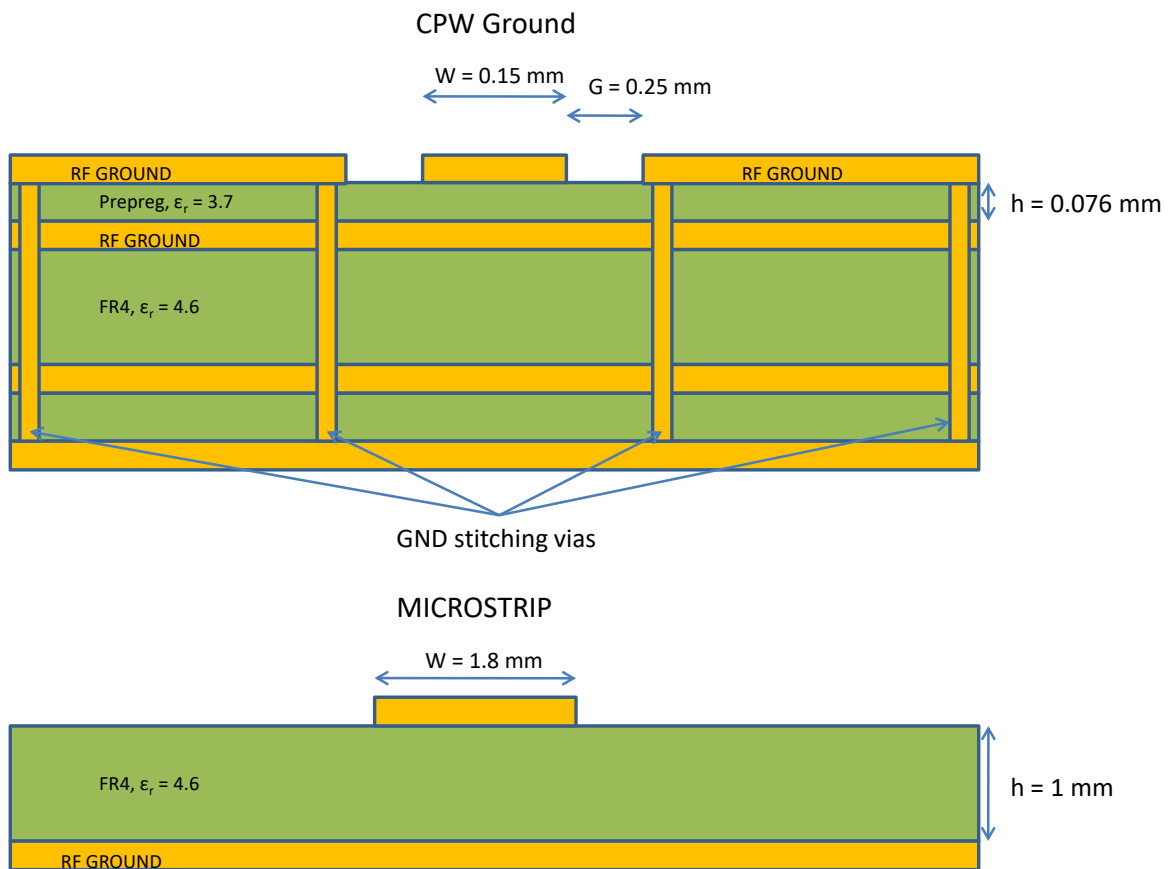 CPW Ground
W = 0.15 mm
G = 0.25 mm
RF GROUND
RF GROUND
Prepreg, εr = 3.7
h = 0.076 mm
RF GROUND
FR4, εr = 4.6
GND stitching vias
MICROSTRIP
W = 1.8 mm
FR4, εr = 4.6
h = 1 mm
RF GROUND